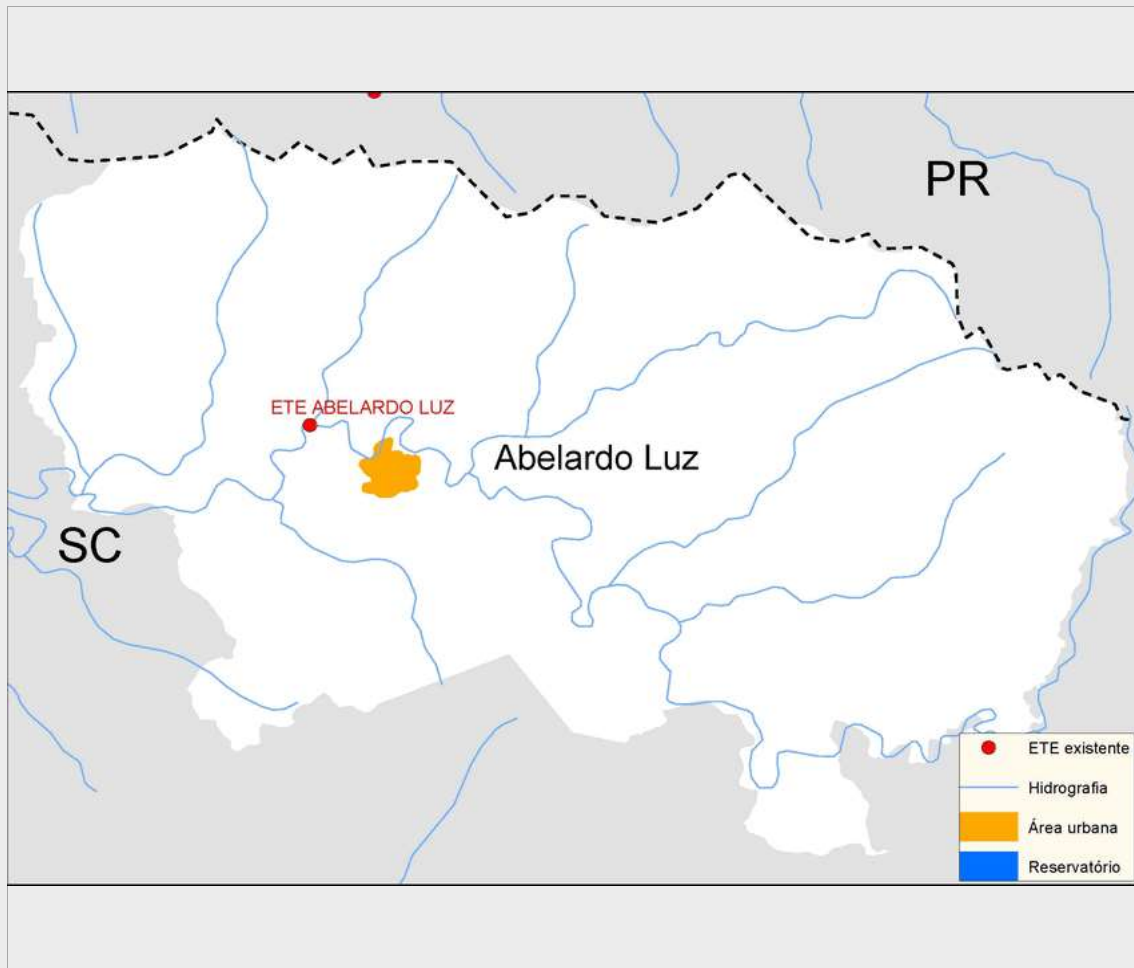 PR
ETE ABELARDO LUZ
Abelardo Luz
SC
ETE existente
Hidrografia
Área urbana
Reservatório